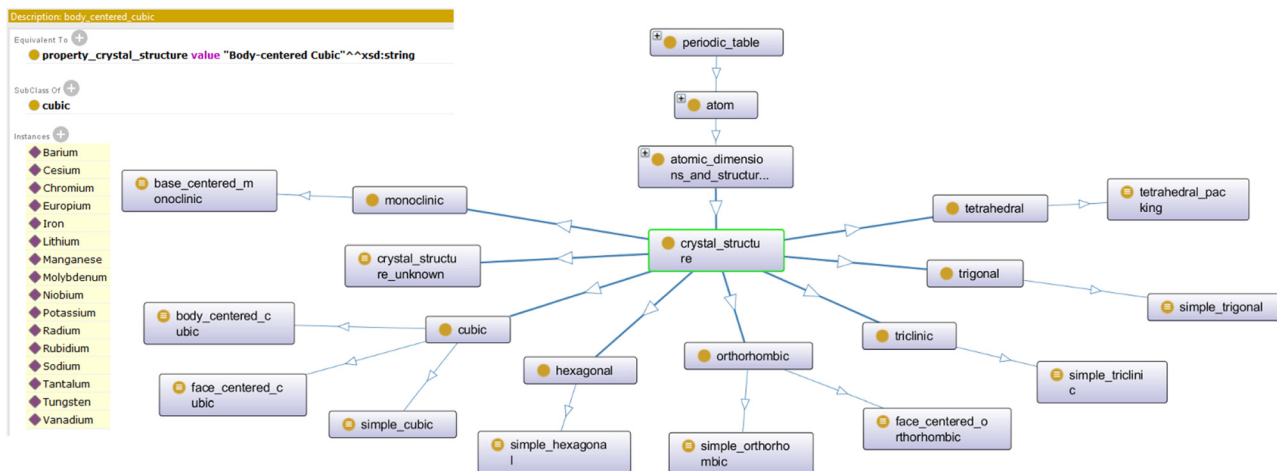 Description: body_centered_cubic
Equivalent To
property_crystal_structure value "Body-centered Cubic"^^xsd:string
SubClass Of
cubic
Instances
Barium
Cesium
Chromium
Europium
Iron
Lithium
Manganese
Molybdenum
Niobium
Potassium
Radium
Rubidium
Sodium
Tantalum
Tungsten
Vanadium
periodic_table
atom
atomic_dimensio
ns_and_structur...
base_centered_m
onoclinic
monoclinic
tetrahedral
tetrahedral_pac
king
crystal_structu
re
crystal_structu
re_unknown
trigonal
simple_trigonal
body_centered_c
ubic
cubic
triclinic
face_centered_c
ubic
hexagonal
orthorhombic
simple_triclini
c
simple_cubic
simple_hexagona
l
simple_orthorho
mbic
face_centered_o
rthorhombic